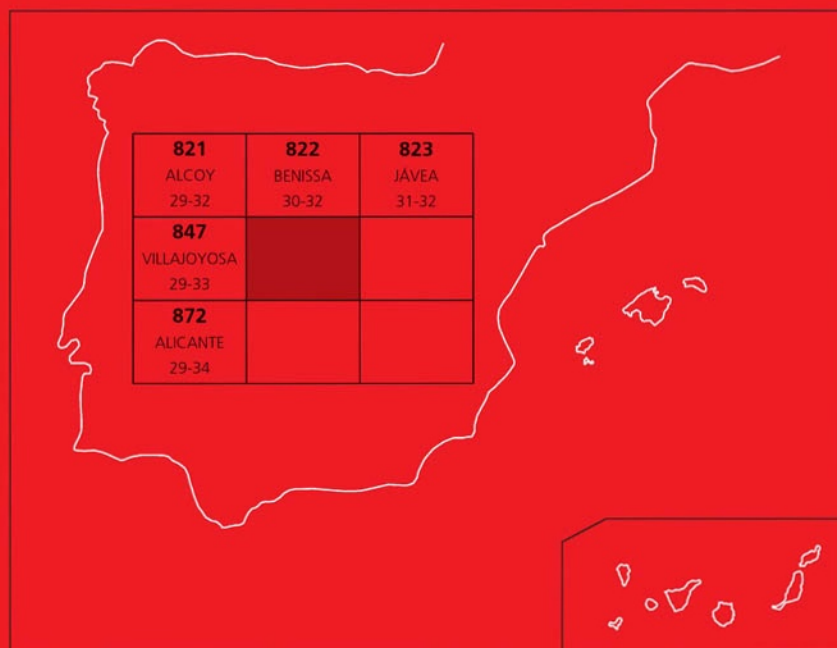 821
ALCOY
29-32
822
BENISSA
30-32
823
JÁVEA
31-32
847
VILLAJOYOSA
29-33
872
ALICANTE
29-34